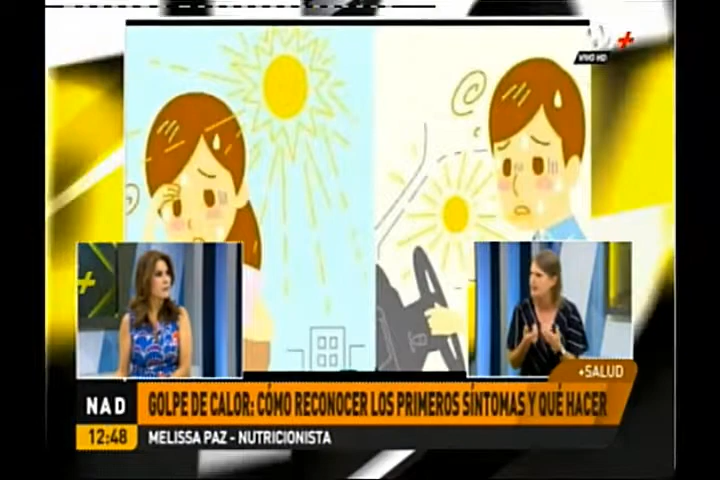 +
VIVO HD
+
+SALUD
NAD
GOLPE DE CALOR: CÓMO RECONOCER LOS PRIMEROS SÍNTOMAS Y QUÉ HACER
12:48
MELISSA PAZ - NUTRICIONISTA